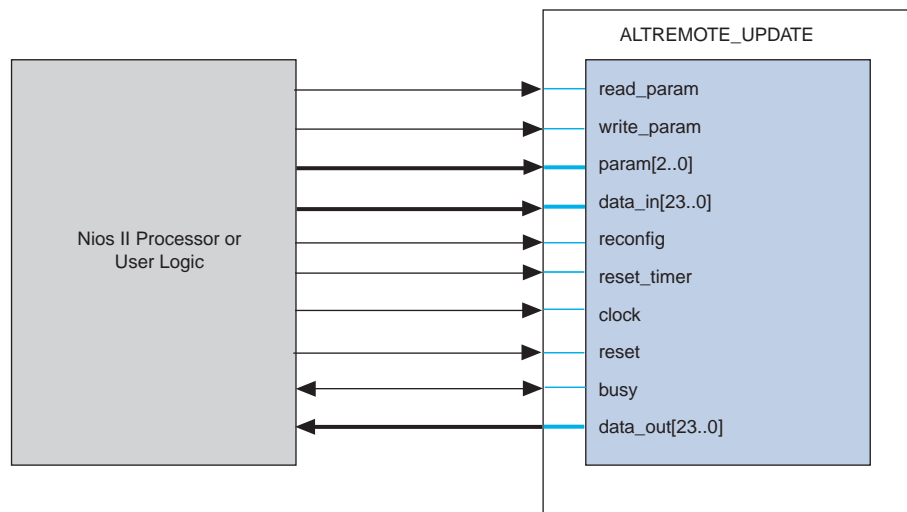 ALTREMOTE_UPDATE
Nios II Processor or
User Logic
read_param
write_param
param[2..0]
data_in[23..0]
reconfig
reset_timer
clock
reset
busy
data_out[23..0]